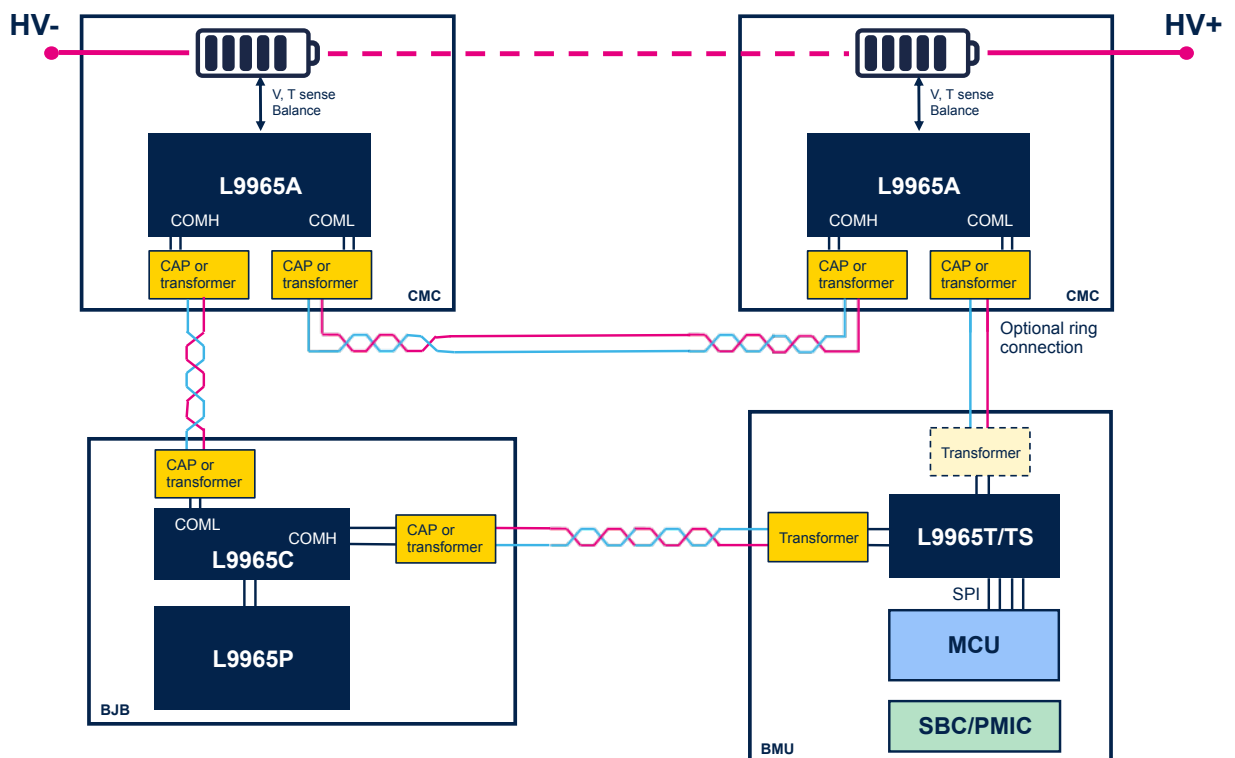 HV-
HV+
V, T sense
Balance
V, T sense
Balance
L9965A
COMH
COML
L9965A
COMH
COML
CAP or
transformer
CAP or
transformer
CMC
CAP or
transformer
CAP or
transformer
CMC
Optional ring
connection
CAP or
transformer
COML
COMH
L9965C
CAP or
transformer
L9965P
BJB
Transformer
Transformer
L9965T/TS
SPI
MCU
SBC/PMIC
BMU